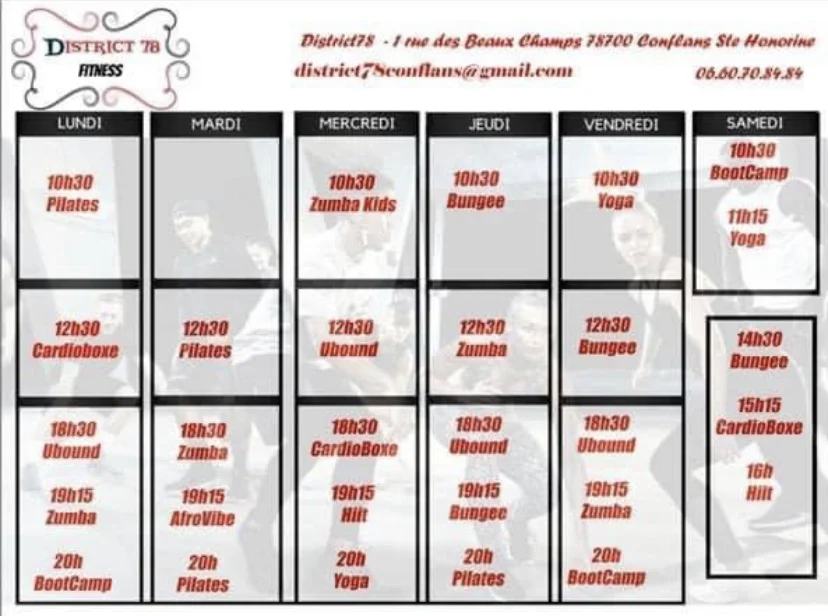 DISTRICT 78
FITNESS
District78 - 1 rue des Beaux Champs 78700 Conflans Ste Honorine
district78conflans@gmail.com
06.60.70.84.84
LUNDI
10h30
Pilates
12h30
Cardioboxe
18h30
Ubound
19h15
Zumba
20h
BootCamp
MARDI
12h30
Pilates
18h30
Zumba
19h15
AfroVibe
20h
Pilates
MERCREDI
10h30
Zumba Kids
12h30
Ubound
18h30
CardioBoxe
19h15
Hiit
20h
Yoga
JEUDI
10h30
Bungee
12h30
Zumba
18h30
Ubound
19h15
Bungee
20h
Pilates
VENDREDI
10h30
Yoga
12h30
Bungee
18h30
Ubound
19h15
Zumba
20h
BootCamp
SAMEDI
10h30
BootCamp
11h15
Yoga
14h30
Bungee
15h15
CardioBoxe
16h
Hiit